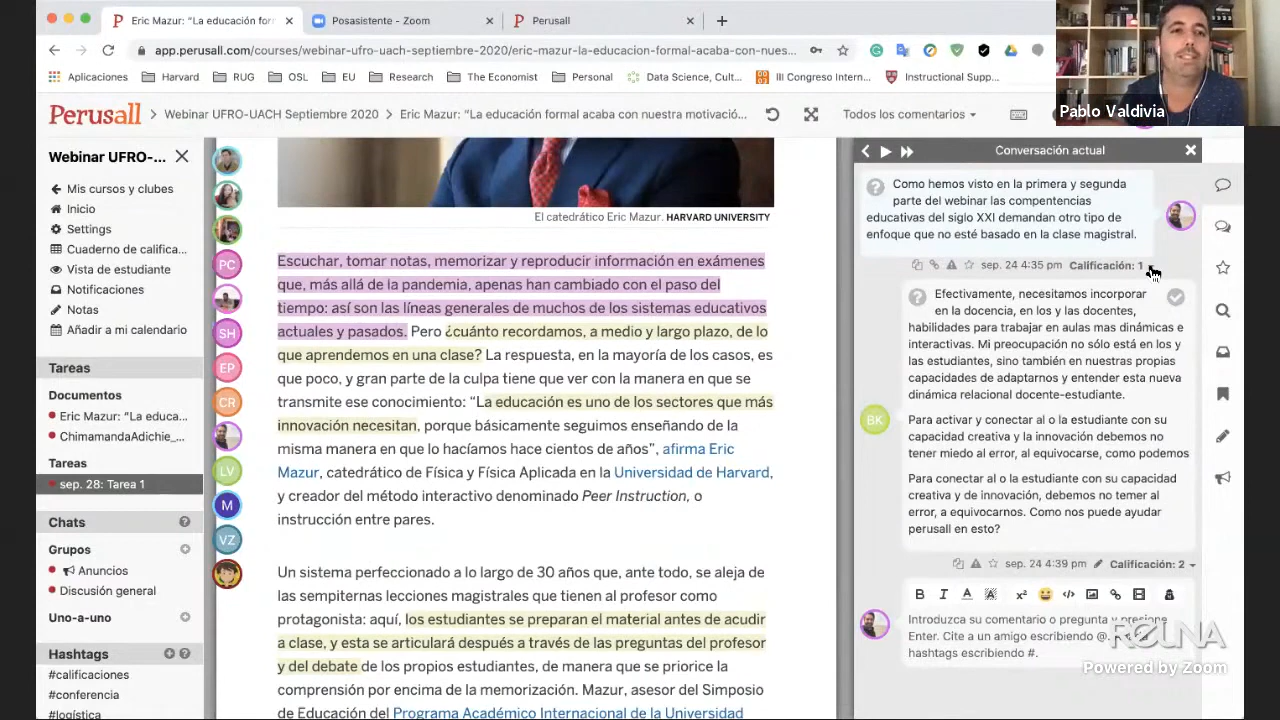 Eric Mazur: “La educación for
Posasistente - Zoom
Perusall
app.perusall.com/courses/webinar-ufro-uach-septiembre-2020/eric-mazur-la-educacion-formal-acaba-con-nues...
Aplicaciones
Harvard
RUG
OSL
EU
Research
The Economist
Personal
Data Science, Cult...
III Congreso Intern...
Instructional Supp...
Pablo Valdivia
Perusall
Webinar UFRO-UACH Septiembre 2020
Eric Mazur: “La educación formal acaba con nuestra motivació...
Todos los comentarios
Webinar UFRO-...
Mis cursos y clubes
Inicio
Settings
Cuaderno de califica...
Vista de estudiante
Notificaciones
Notas
Añadir a mi calendario
Tareas
Documentos
Eric Mazur: “La educa...
ChimamandaAdichie_...
Tareas
sep. 28: Tarea 1
Chats
Grupos
Anuncios
Discusión general
Uno-a-uno
Hashtags
#calificaciones
#conferencia
#logística
PC
SH
EP
CR
LV
M
VZ
El catedrático Eric Mazur. HARVARD UNIVERSITY
Escuchar, tomar notas, memorizar y reproducir información en exámenes
que, más allá de la pandemia, apenas han cambiado con el paso del
tiempo: así son las líneas generales de muchos de los sistemas educativos
actuales y pasados. Pero ¿cuánto recordamos, a medio y largo plazo, de lo
que aprendemos en una clase? La respuesta, en la mayoría de los casos, es
que poco, y gran parte de la culpa tiene que ver con la manera en que se
transmite ese conocimiento: “La educación es uno de los sectores que más
innovación necesitan, porque básicamente seguimos enseñando de la
misma manera en que lo hacíamos hace cientos de años”, afirma Eric
Mazur, catedrático de Física y Física Aplicada en la Universidad de Harvard,
y creador del método interactivo denominado Peer Instruction, o
instrucción entre pares.
Un sistema perfeccionado a lo largo de 30 años que, ante todo, se aleja de
las sempiternas lecciones magistrales que tienen al profesor como
protagonista: aquí, los estudiantes se preparan el material antes de acudir
a clase, y esta se articulará después a través de las preguntas del profesor
y del debate de los propios estudiantes, de manera que se priorice la
comprensión por encima de la memorización. Mazur, asesor del Simposio
de Educación del Programa Académico Internacional de la Universidad
Conversación actual
Como hemos visto en la primera y segunda
parte del webinar las compentencias
educativas del siglo XXI demandan otro tipo de
enfoque que no esté basado en la clase magistral.
sep. 24 4:35 pm Calificación: 1
Efectivamente, necesitamos incorporar
en la docencia, en los y las docentes,
habilidades para trabajar en aulas mas dinámicas e
interactivas. Mi preocupación no sólo está en los y
las estudiantes, sino también en nuestras propias
capacidades de adaptarnos y entender esta nueva
dinámica relacional docente-estudiante.
BK
Para activar y conectar al o la estudiante con su
capacidad creativa y la innovación debemos no
tener miedo al error, al equivocarse, como podemos
Para conectar al o la estudiante con su capacidad
creativa y de innovación, debemos no temer al
error, a equivocarnos. Como nos puede ayudar
perusall en esto?
sep. 24 4:39 pm Calificación: 2
B I A x²
Introduzca su comentario o pregunta y presione
Enter. Cite a un amigo escribiendo @.
hashtags escribiendo #.
REUNA
Powered by Zoom